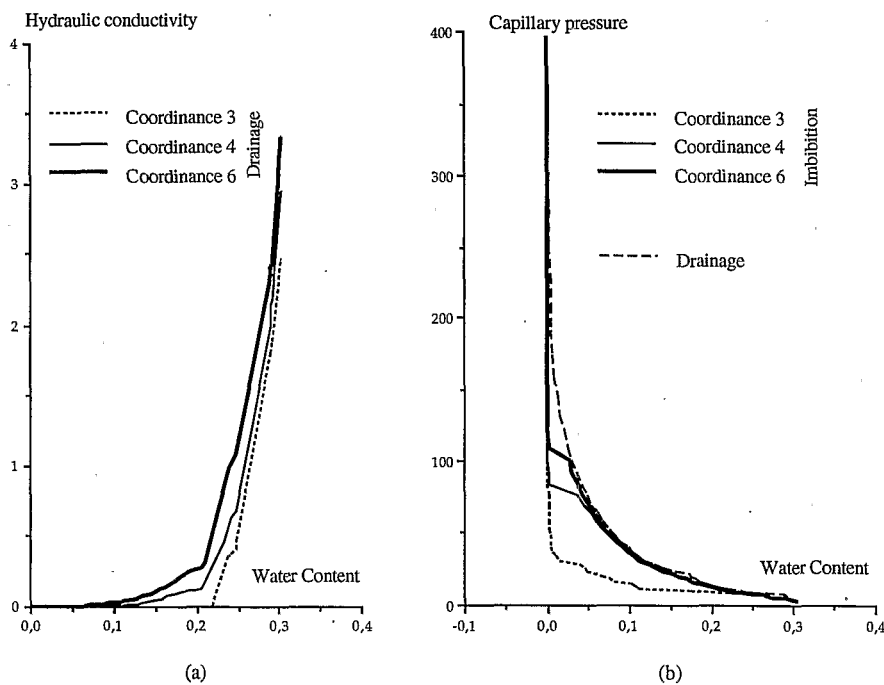 Hydraulic conductivity
4
3
2
1
0
0,0
0,1
0,2
0,3
0,4
Coordinance 3
Coordinance 4
Coordinance 6
Drainage
Water Content
(a)
Capillary pressure
400
300
200
100
0
-0,1
0,0
0,1
0,2
0,3
0,4
Coordinance 3
Coordinance 4
Coordinance 6
Imbibition
Drainage
Water Content
(b)